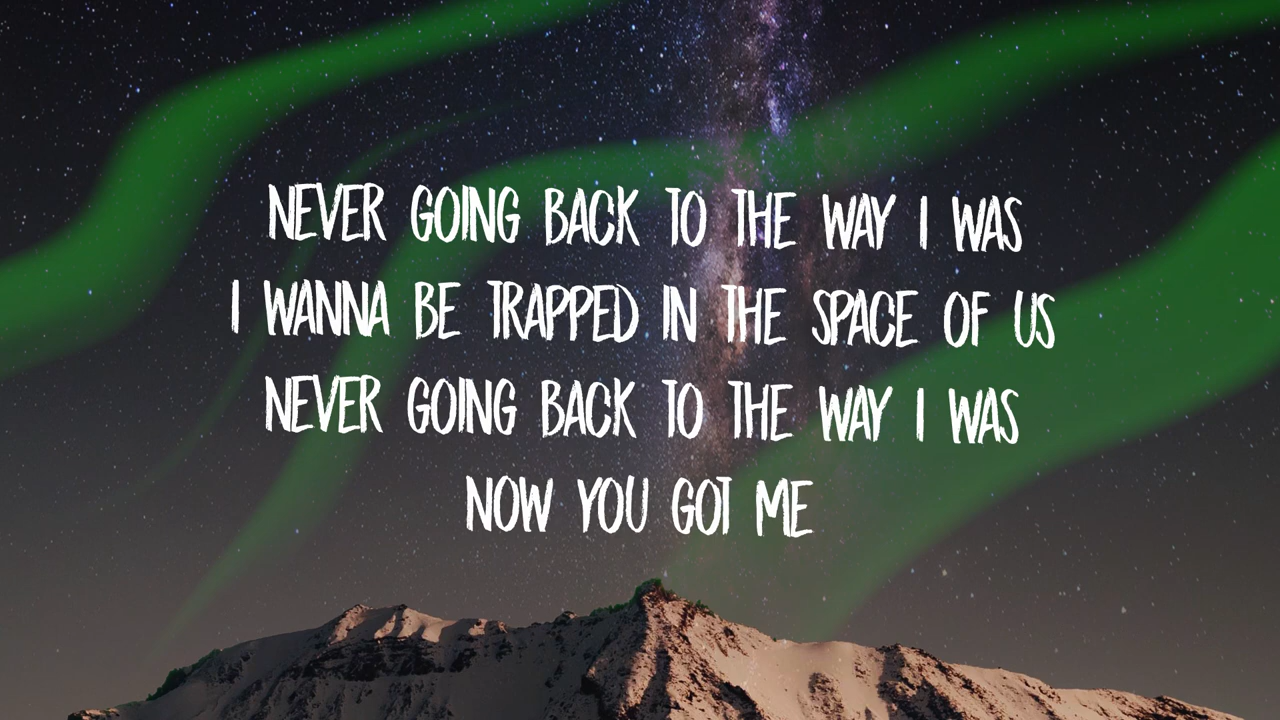 NEVER GOING BACK TO THE WAY I WAS
I WANNA BE TRAPPED IN THE SPACE OF US
NEVER GOING BACK TO THE WAY I WAS
NOW YOU GOT ME